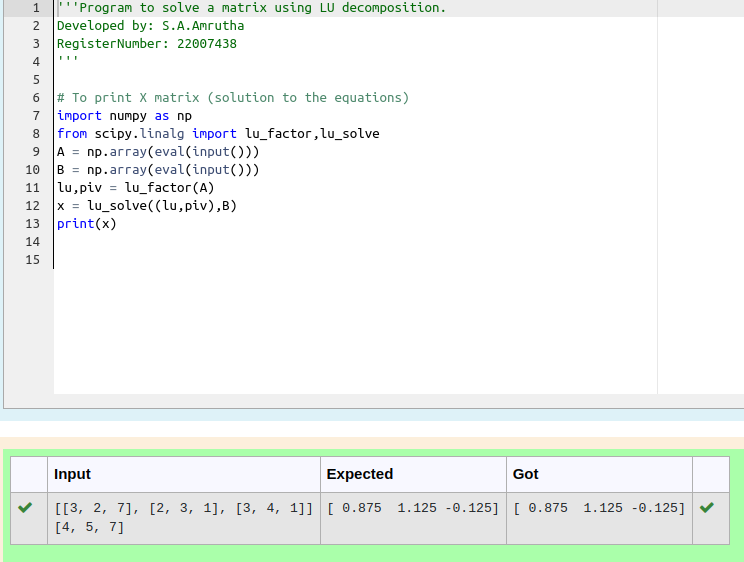 1 '''Program to solve a matrix using LU decomposition.
2 Developed by: S.A.Amrutha
3 RegisterNumber: 22007438
4 '''
5
6 # To print X matrix (solution to the equations)
7 import numpy as np
8 from scipy.linalg import lu_factor,lu_solve
9 A = np.array(eval(input()))
10 B = np.array(eval(input()))
11 lu,piv = lu_factor(A)
12 x = lu_solve((lu,piv),B)
13 print(x)
14
15
Input Expected Got
[[3, 2, 7], [2, 3, 1], [3, 4, 1]] [ 0.875  1.125 -0.125] [ 0.875  1.125 -0.125]
[4, 5, 7]